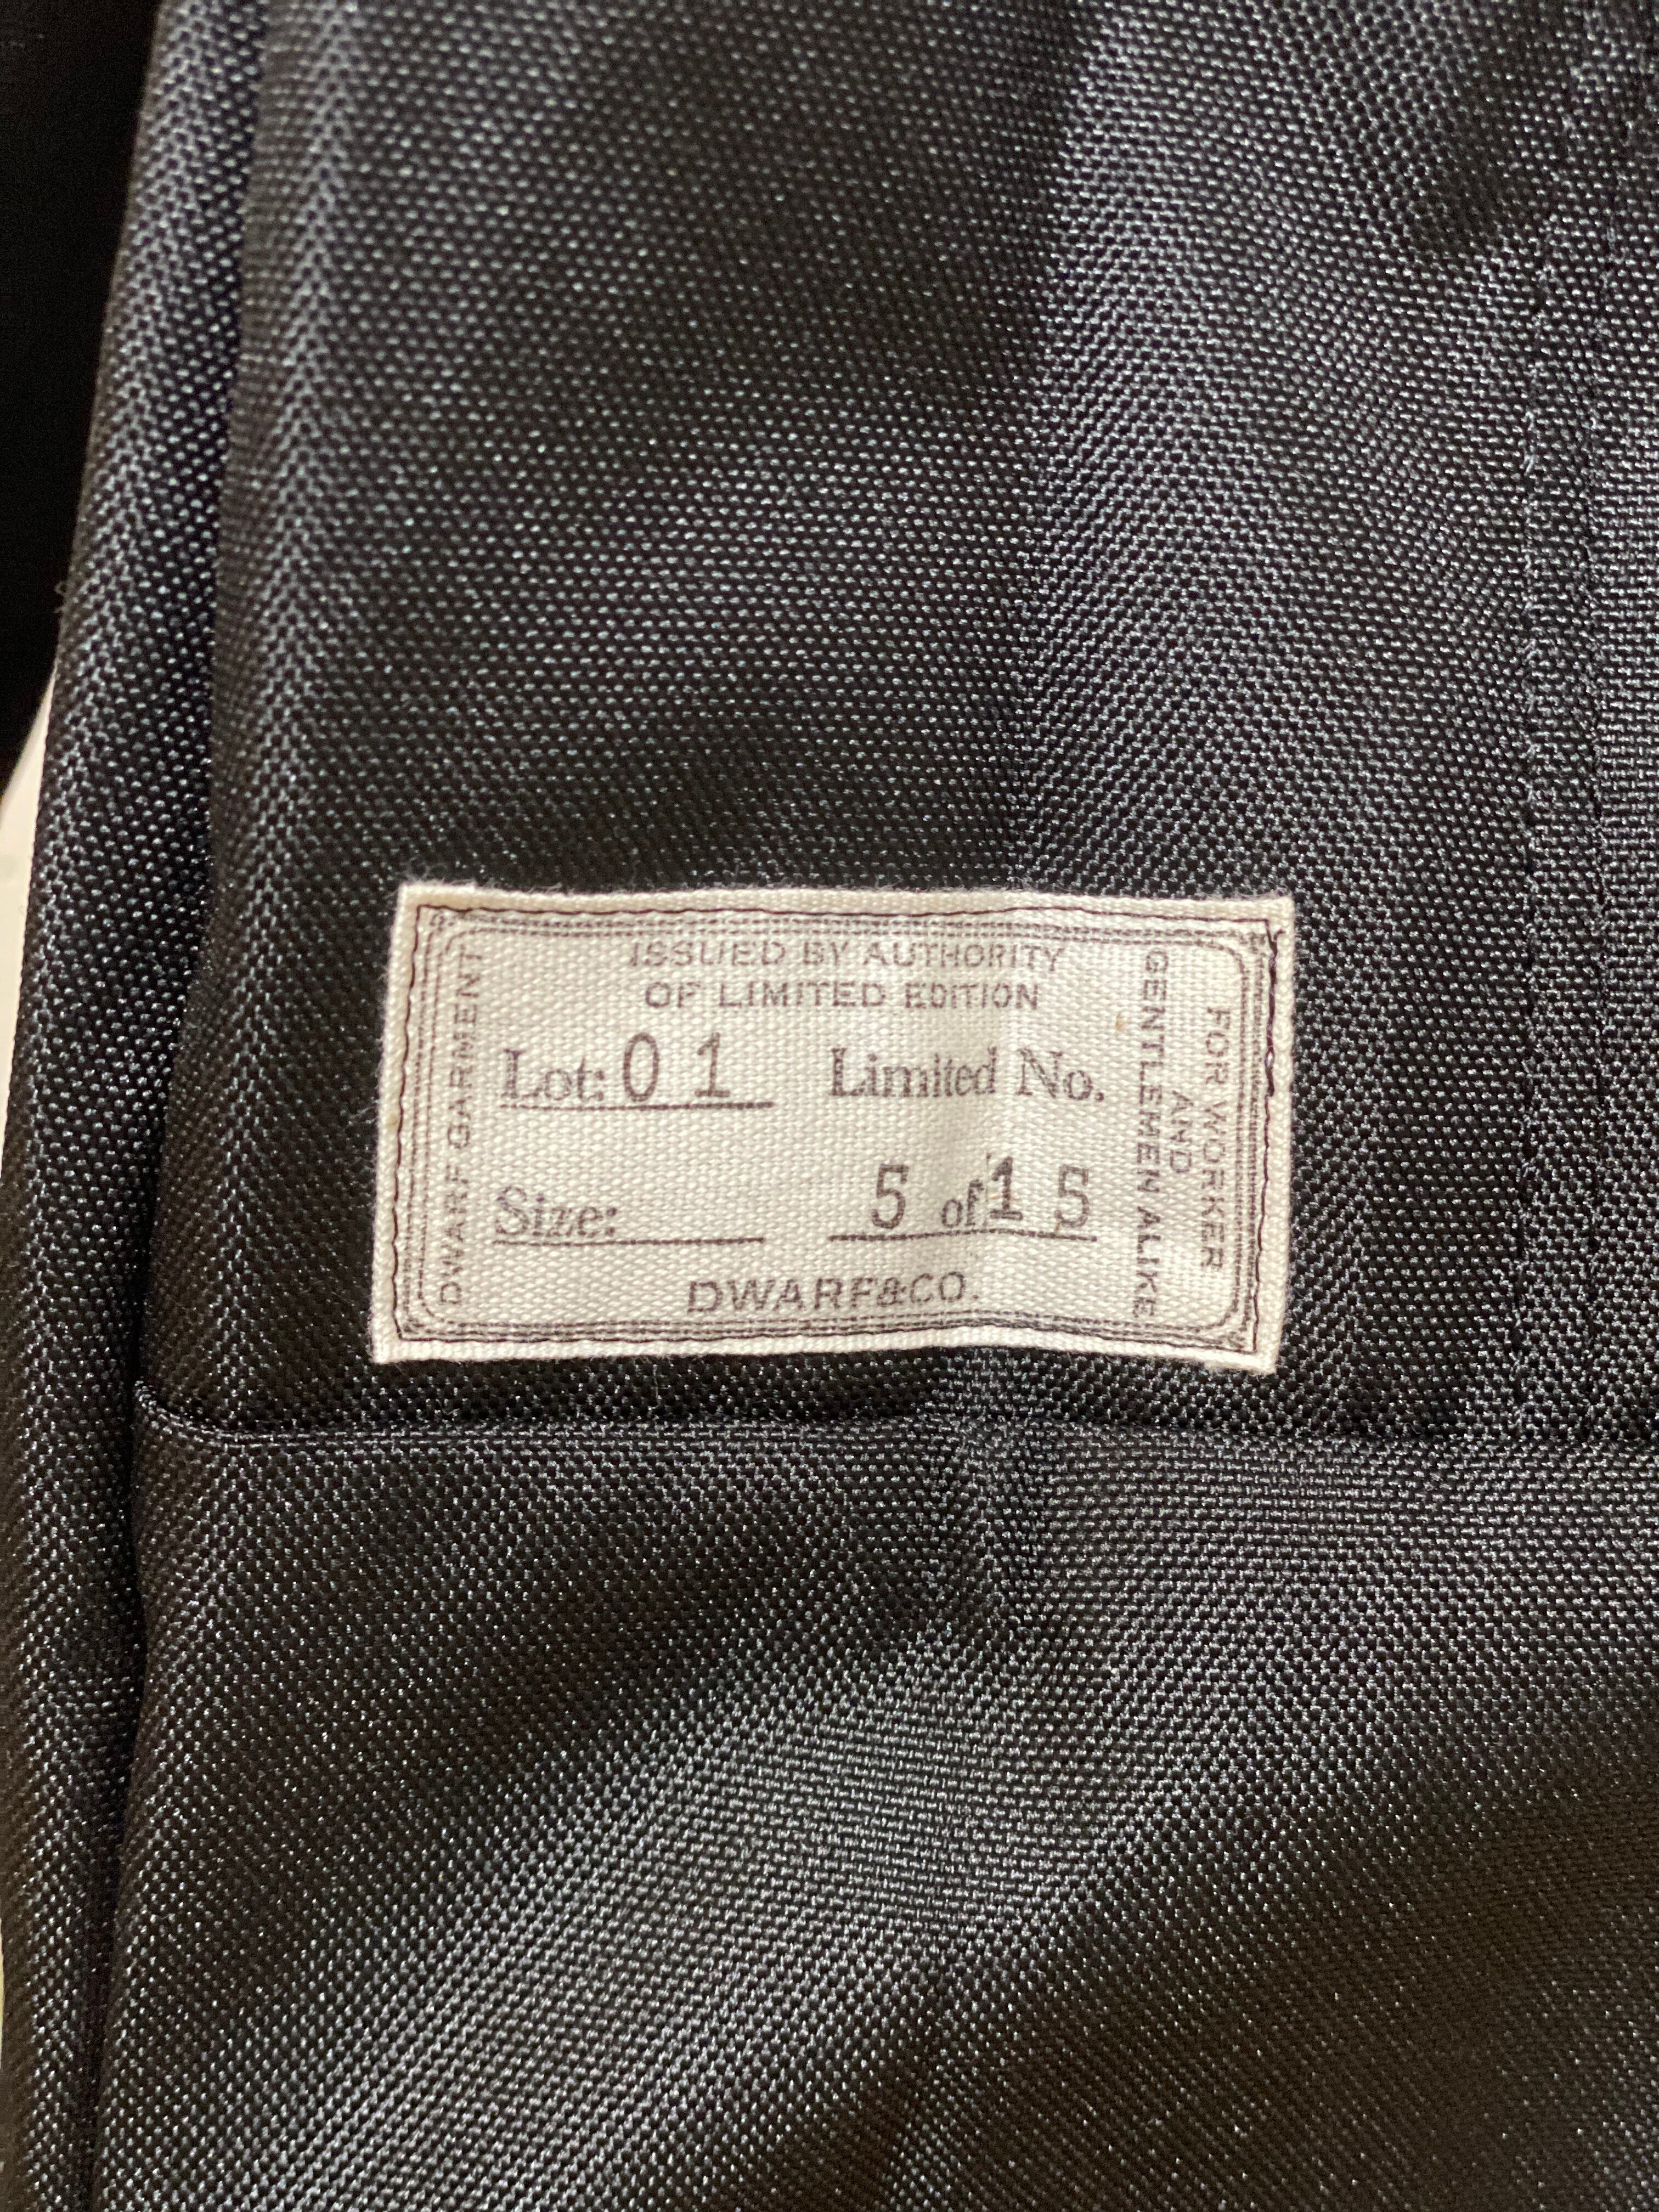 ISSUED BY AUTHORITY
OF LIMITED EDITION
Lot: 01 Limited No.
Size: 5 of 15
DWARF&CO.
DWARF GARMENT
FOR WORKER
AND
GENTLEMEN ALIKE